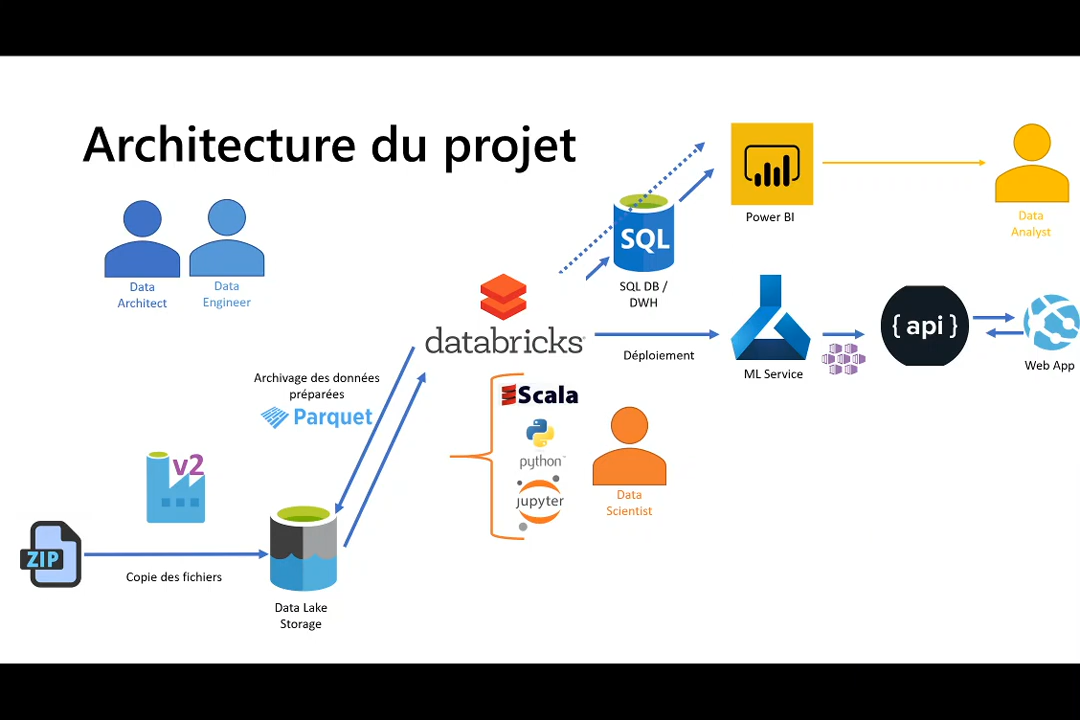 Architecture du projet
Data
Architect
Data
Engineer
SQL
SQL DB /
DWH
Power BI
Data
Analyst
databricks
Déploiement
ML Service
{ api }
Web App
Archivage des données
préparées
Parquet
Scala
python
jupyter
Data
Scientist
v2
ZIP
Copie des fichiers
Data Lake
Storage